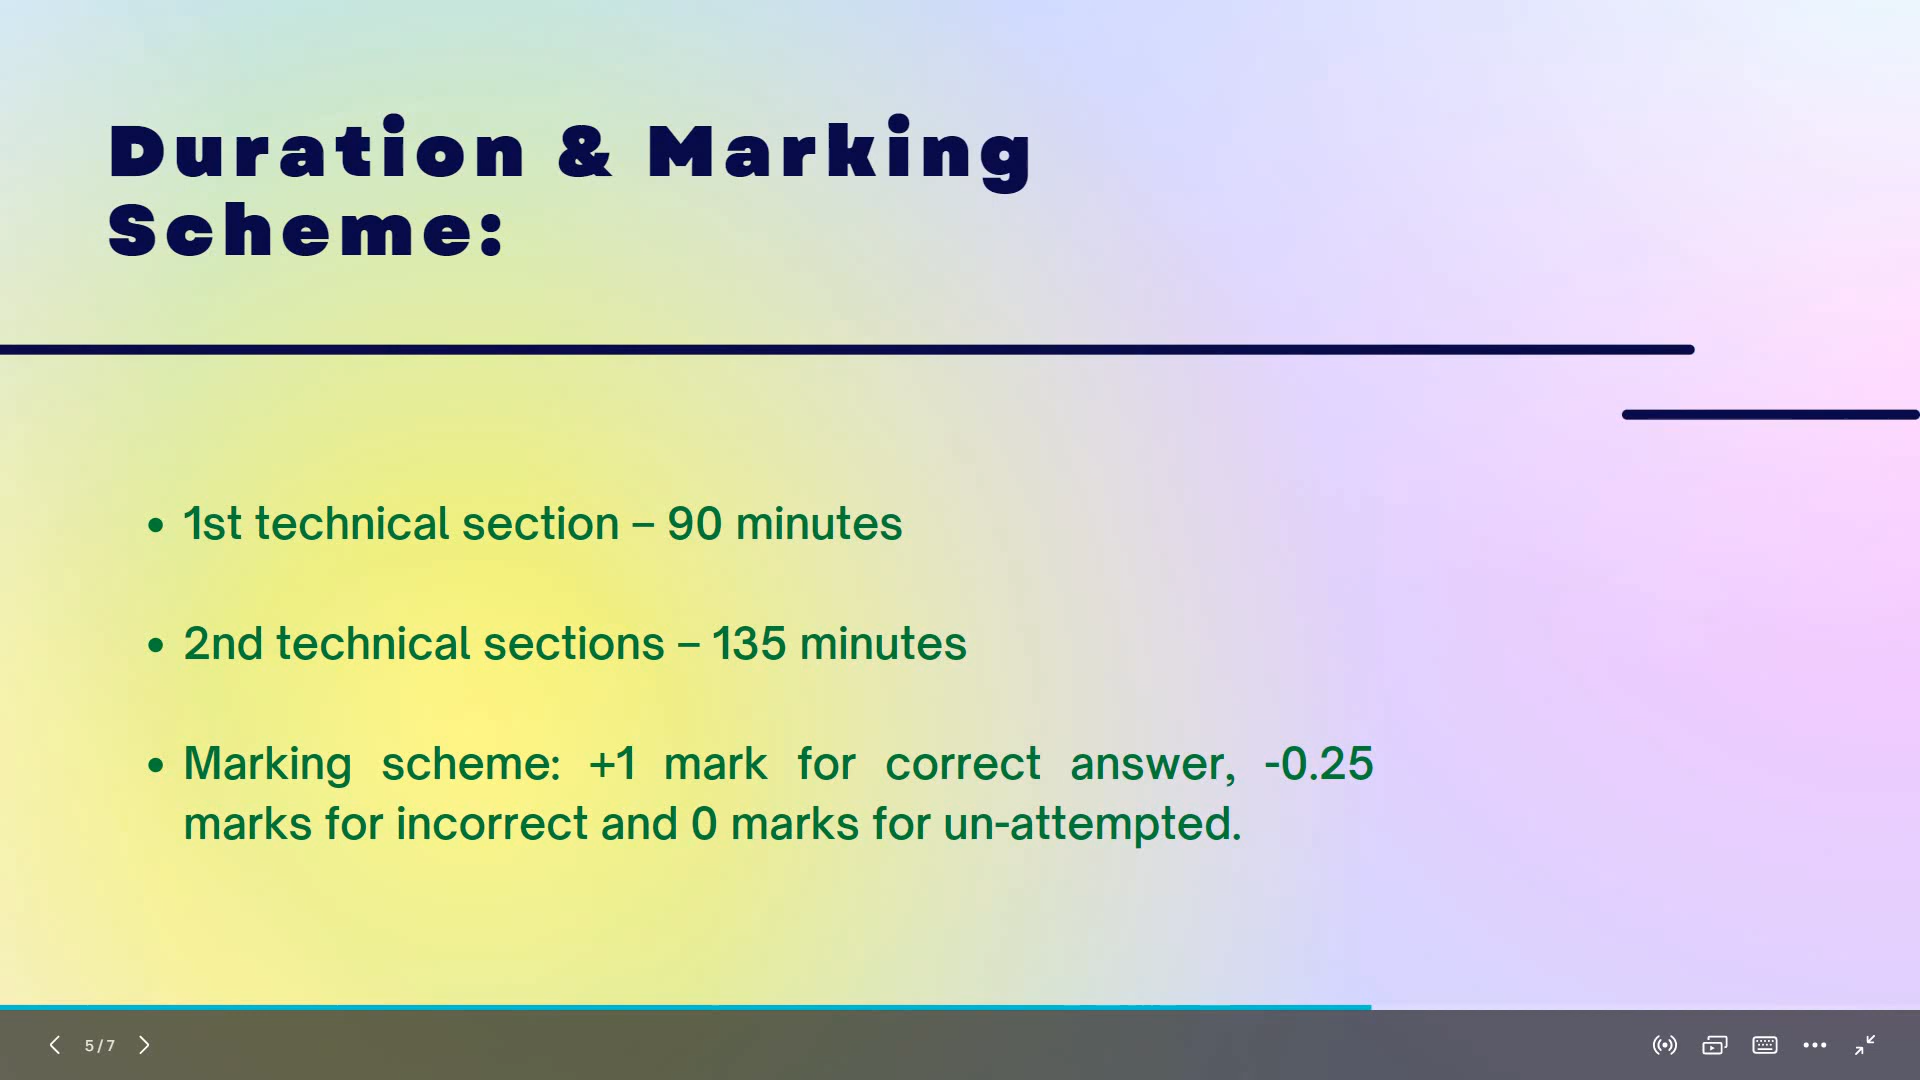 Duration & Marking
Scheme:
• 1st technical section – 90 minutes
• 2nd technical sections – 135 minutes
• Marking scheme: +1 mark for correct answer, -0.25
marks for incorrect and 0 marks for un-attempted.
5 / 7